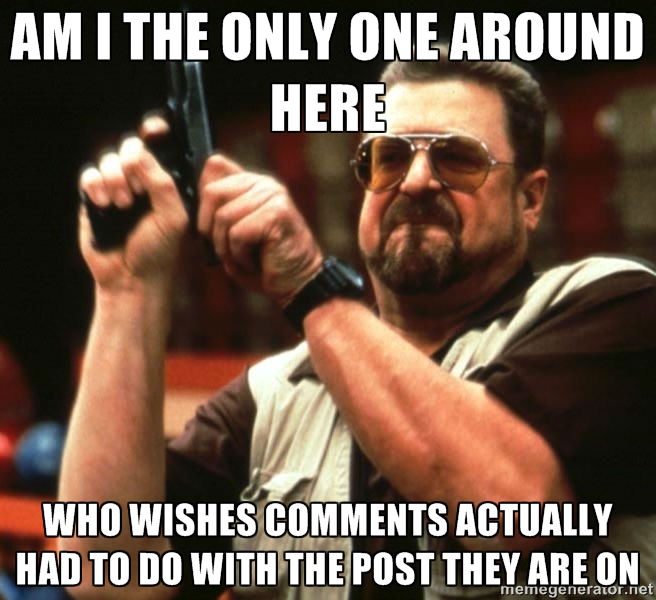 AM I THE ONLY ONE AROUND
HERE
WHO WISHES COMMENTS ACTUALLY
HAD TO DO WITH THE POST THEY ARE ON
memegenerator.net